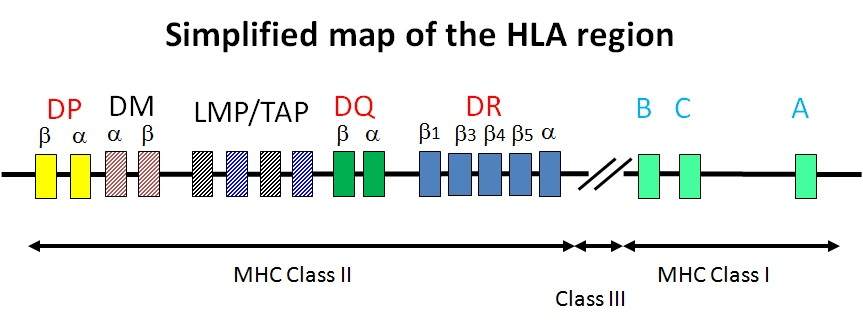 Simplified map of the HLA region
DP DM LMP/TAP DQ DR B C A
β α α β β α β1 β3 β4 β5 α
MHC Class II Class III MHC Class I